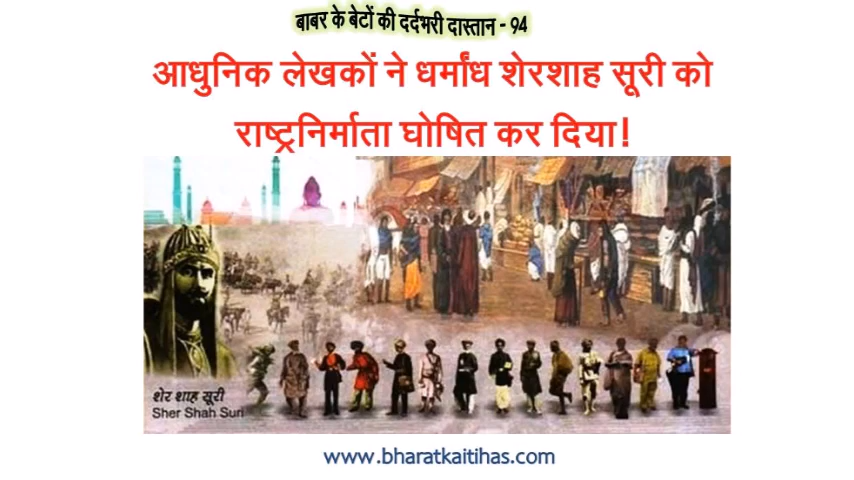 बाबर के बेटों की दर्दभरी दास्तान - 94
आधुनिक लेखकों ने धर्मांध शेरशाह सूरी को
राष्ट्रनिर्माता घोषित कर दिया!
शेर शाह सूरी
Sher Shah Suri
www.bharatkaitihas.com